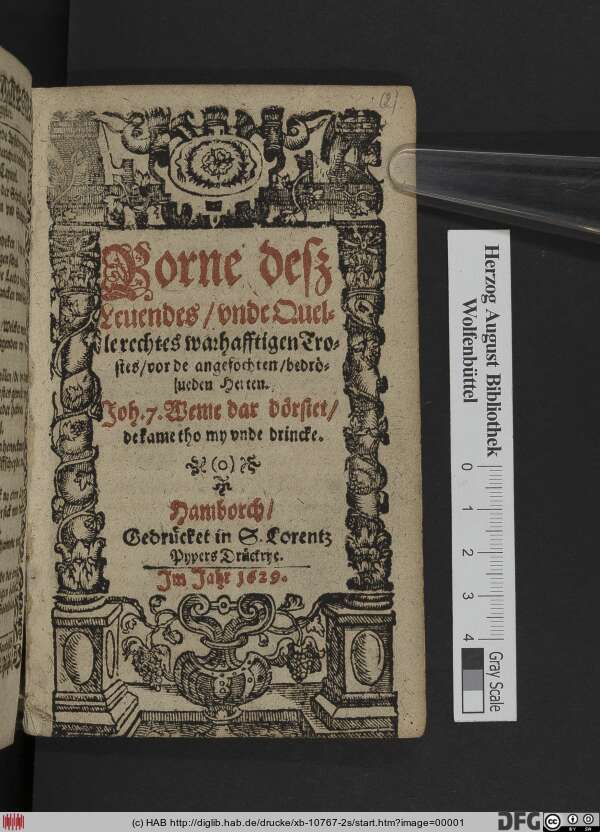 (2)
Borne deß
Leuendes / vnde Quel-
le rechtes warhafftigen Tro-
stes / vor de angefochten / bedrö-
fueden Herten.
Joh. 7. Weme dar dörstet /
de kame tho my vnde drincke.
(o)
Hamborch /
Gedrücket in S. Lorentz
Pypers Drückrye.
Im Jahr 1629.
Herzog August Bibliothek
Wolfenbüttel
0
1
2
3
4
Gray Scale
(c) HAB http://diglib.hab.de/drucke/xb-10767-2s/start.htm?image=00001
DFG